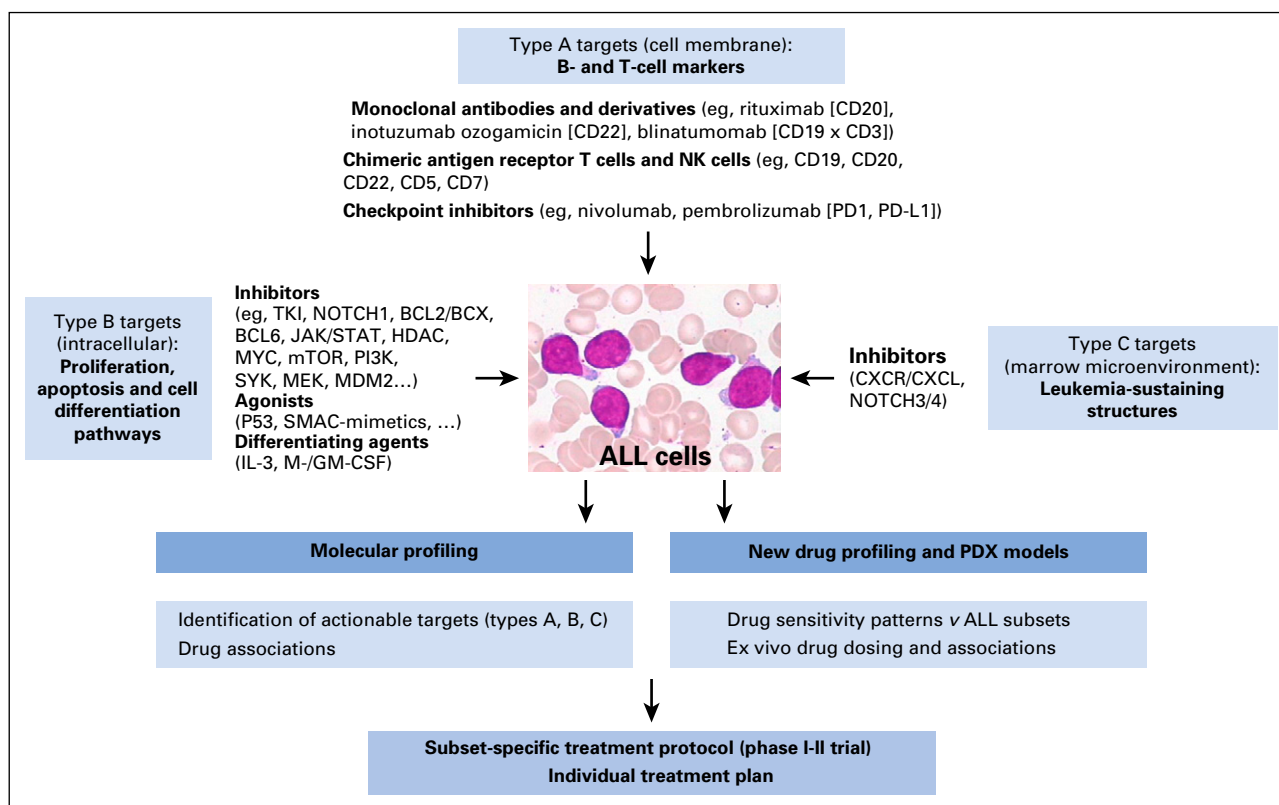 Type A targets (cell membrane):
B- and T-cell markers
Monoclonal antibodies and derivatives (eg, rituximab [CD20],
inotuzumab ozogamicin [CD22], blinatumomab [CD19 x CD3])
Chimeric antigen receptor T cells and NK cells (eg, CD19, CD20,
CD22, CD5, CD7)
Checkpoint inhibitors (eg, nivolumab, pembrolizumab [PD1, PD-L1])
Type B targets
(intracellular):
Proliferation,
apoptosis and cell
differentiation
pathways
Inhibitors
(eg, TKI, NOTCH1, BCL2/BCX,
BCL6, JAK/STAT, HDAC,
MYC, mTOR, PI3K,
SYK, MEK, MDM2...)
Agonists
(P53, SMAC-mimetics, ...)
Differentiating agents
(IL-3, M-/GM-CSF)
ALL cells
Inhibitors
(CXCR/CXCL,
NOTCH3/4)
Type C targets
(marrow microenvironment):
Leukemia-sustaining
structures
Molecular profiling
Identification of actionable targets (types A, B, C)
Drug associations
New drug profiling and PDX models
Drug sensitivity patterns v ALL subsets
Ex vivo drug dosing and associations
Subset-specific treatment protocol (phase I-II trial)
Individual treatment plan